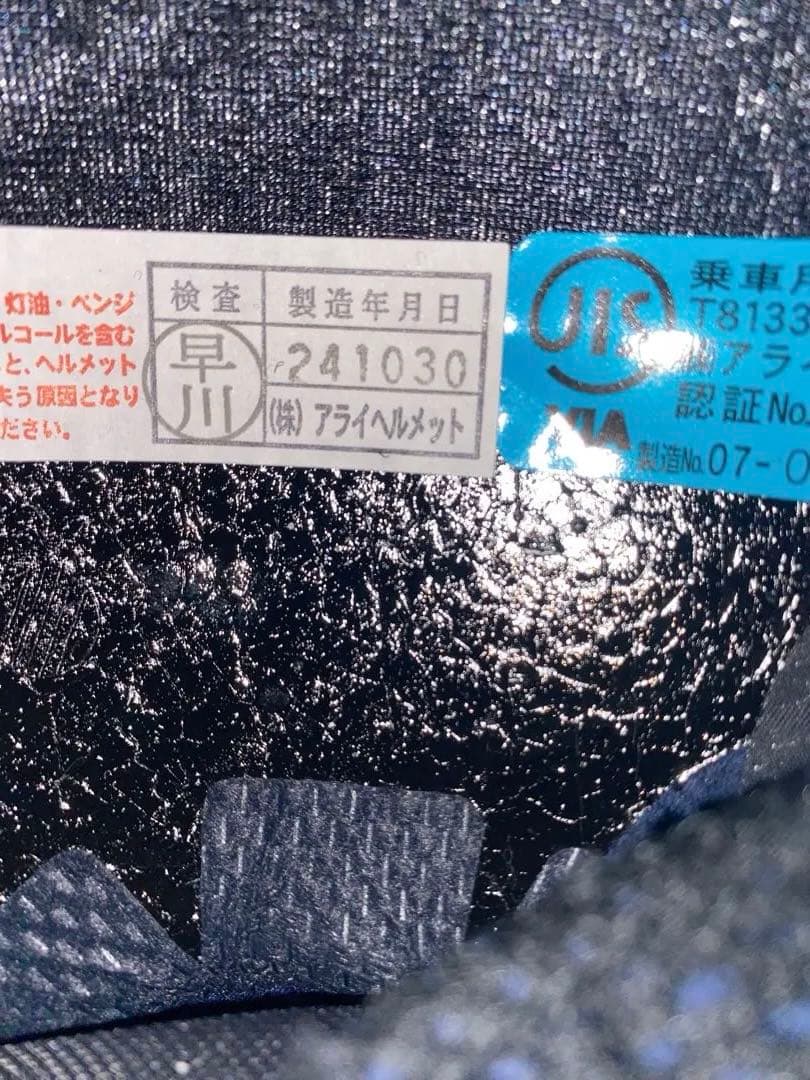 灯油・ベンジ
ルコールを含む
と、ヘルメット
失う原因となり
ださい。
検査
製造年月日
早川
241030
(株) アライヘルメット
JIS
乗車用
T8133
アライ
認証No.
製造No. 07-0